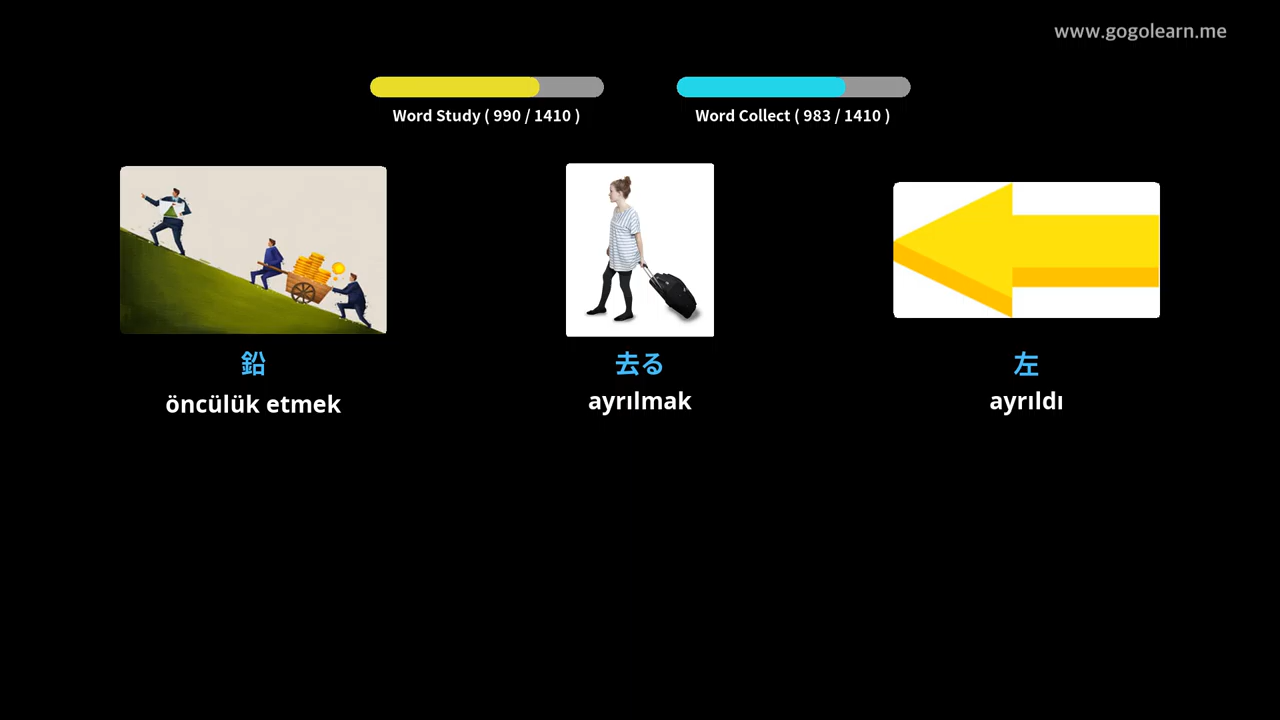 www.gogolearn.me
Word Study ( 990 / 1410 )
Word Collect ( 983 / 1410 )
鉛
öncülük etmek
去る
ayrılmak
左
ayrıldı